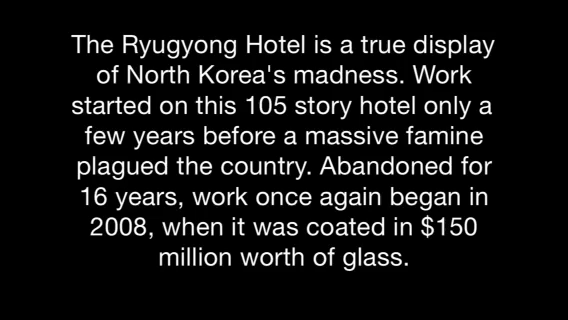 The Ryugyong Hotel is a true display
of North Korea's madness. Work
started on this 105 story hotel only a
few years before a massive famine
plagued the country. Abandoned for
16 years, work once again began in
2008, when it was coated in $150
million worth of glass.